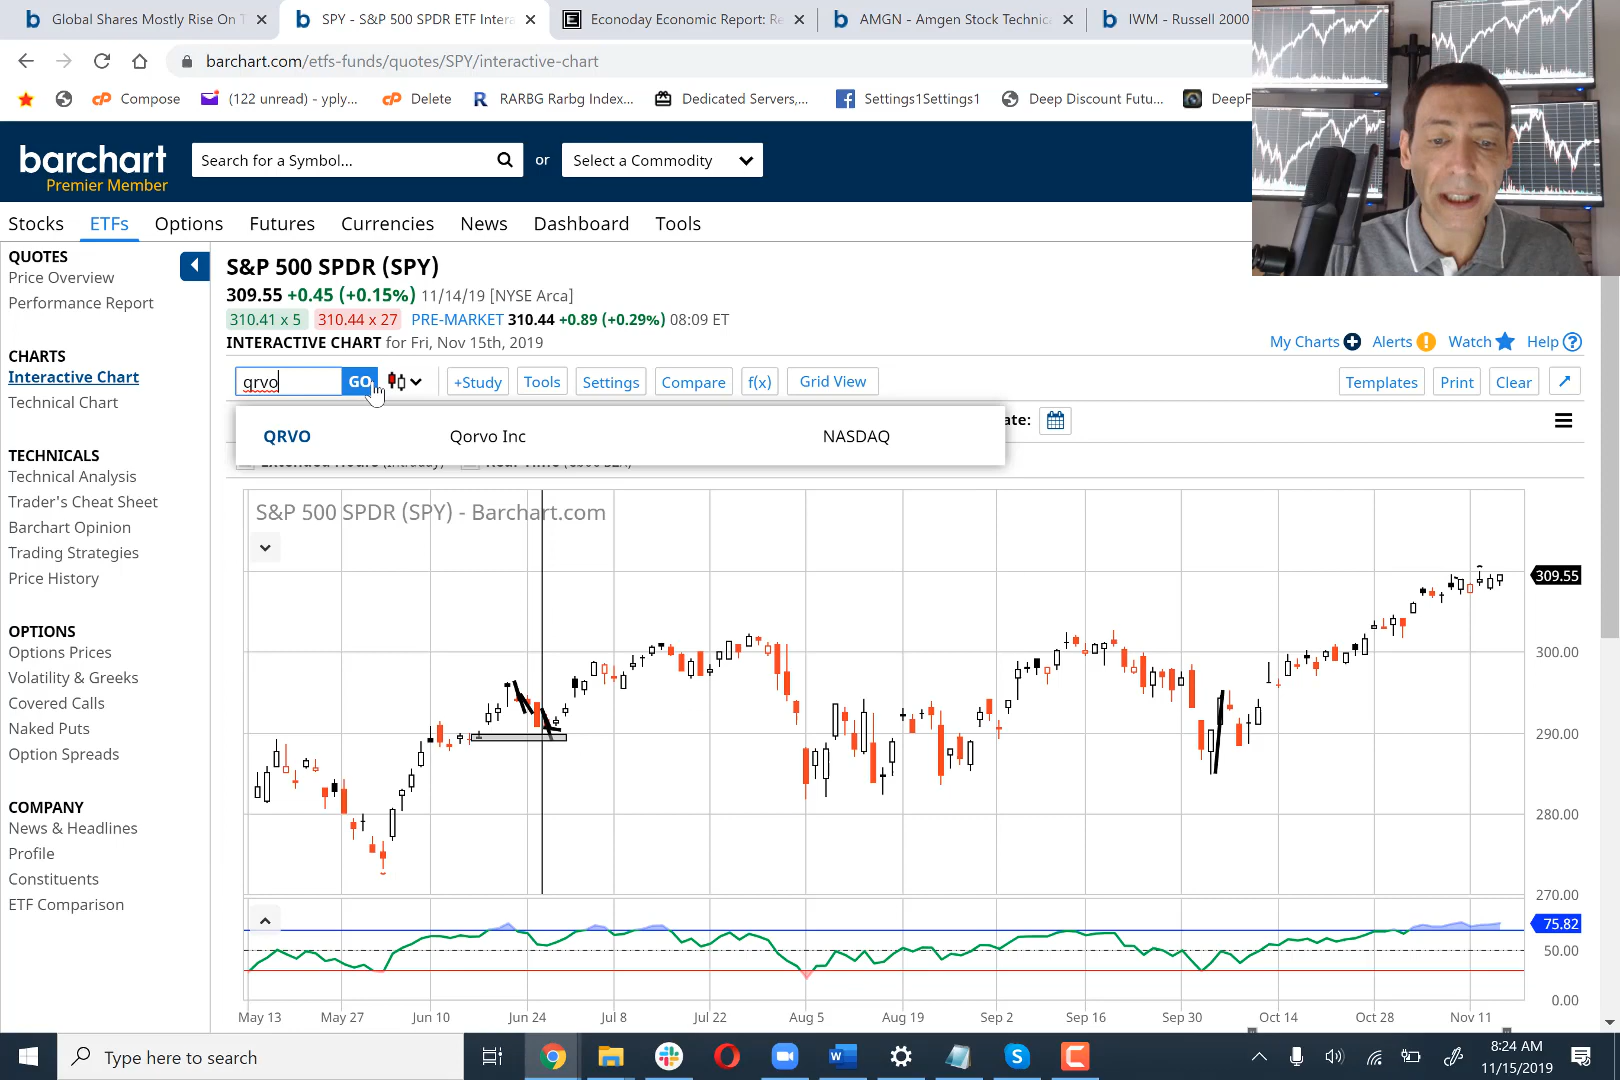 Global Shares Mostly Rise On T
SPY - S&P 500 SPDR ETF Intera
Econoday Economic Report: Re
AMGN - Amgen Stock Technica
IWM - Russell 2000
barchart.com/etfs-funds/quotes/SPY/interactive-chart
Compose
(122 unread) - yply...
Delete
RARBG Rarbg Index...
Dedicated Servers,...
Settings1Settings1
Deep Discount Futu...
DeepF
barchart
Premier Member
Search for a Symbol...
or
Select a Commodity
Stocks
ETFs
Options
Futures
Currencies
News
Dashboard
Tools
QUOTES
Price Overview
Performance Report
CHARTS
Interactive Chart
Technical Chart
TECHNICALS
Technical Analysis
Trader's Cheat Sheet
Barchart Opinion
Trading Strategies
Price History
OPTIONS
Options Prices
Volatility & Greeks
Covered Calls
Naked Puts
Option Spreads
COMPANY
News & Headlines
Profile
Constituents
ETF Comparison
S&P 500 SPDR (SPY)
309.55 +0.45 (+0.15%) 11/14/19 [NYSE Arca]
310.41 x 5 310.44 x 27 PRE-MARKET 310.44 +0.89 (+0.29%) 08:09 ET
INTERACTIVE CHART for Fri, Nov 15th, 2019
My Charts
Alerts
Watch
Help
qrvo
GO
+Study
Tools
Settings
Compare
f(x)
Grid View
Templates
Print
Clear
QRVO Qorvo Inc NASDAQ
ate:
S&P 500 SPDR (SPY) - Barchart.com
309.55
300.00
290.00
280.00
270.00
75.82
50.00
0.00
May 13
May 27
Jun 10
Jun 24
Jul 8
Jul 22
Aug 5
Aug 19
Sep 2
Sep 16
Sep 30
Oct 14
Oct 28
Nov 11
Type here to search
8:24 AM
11/15/2019